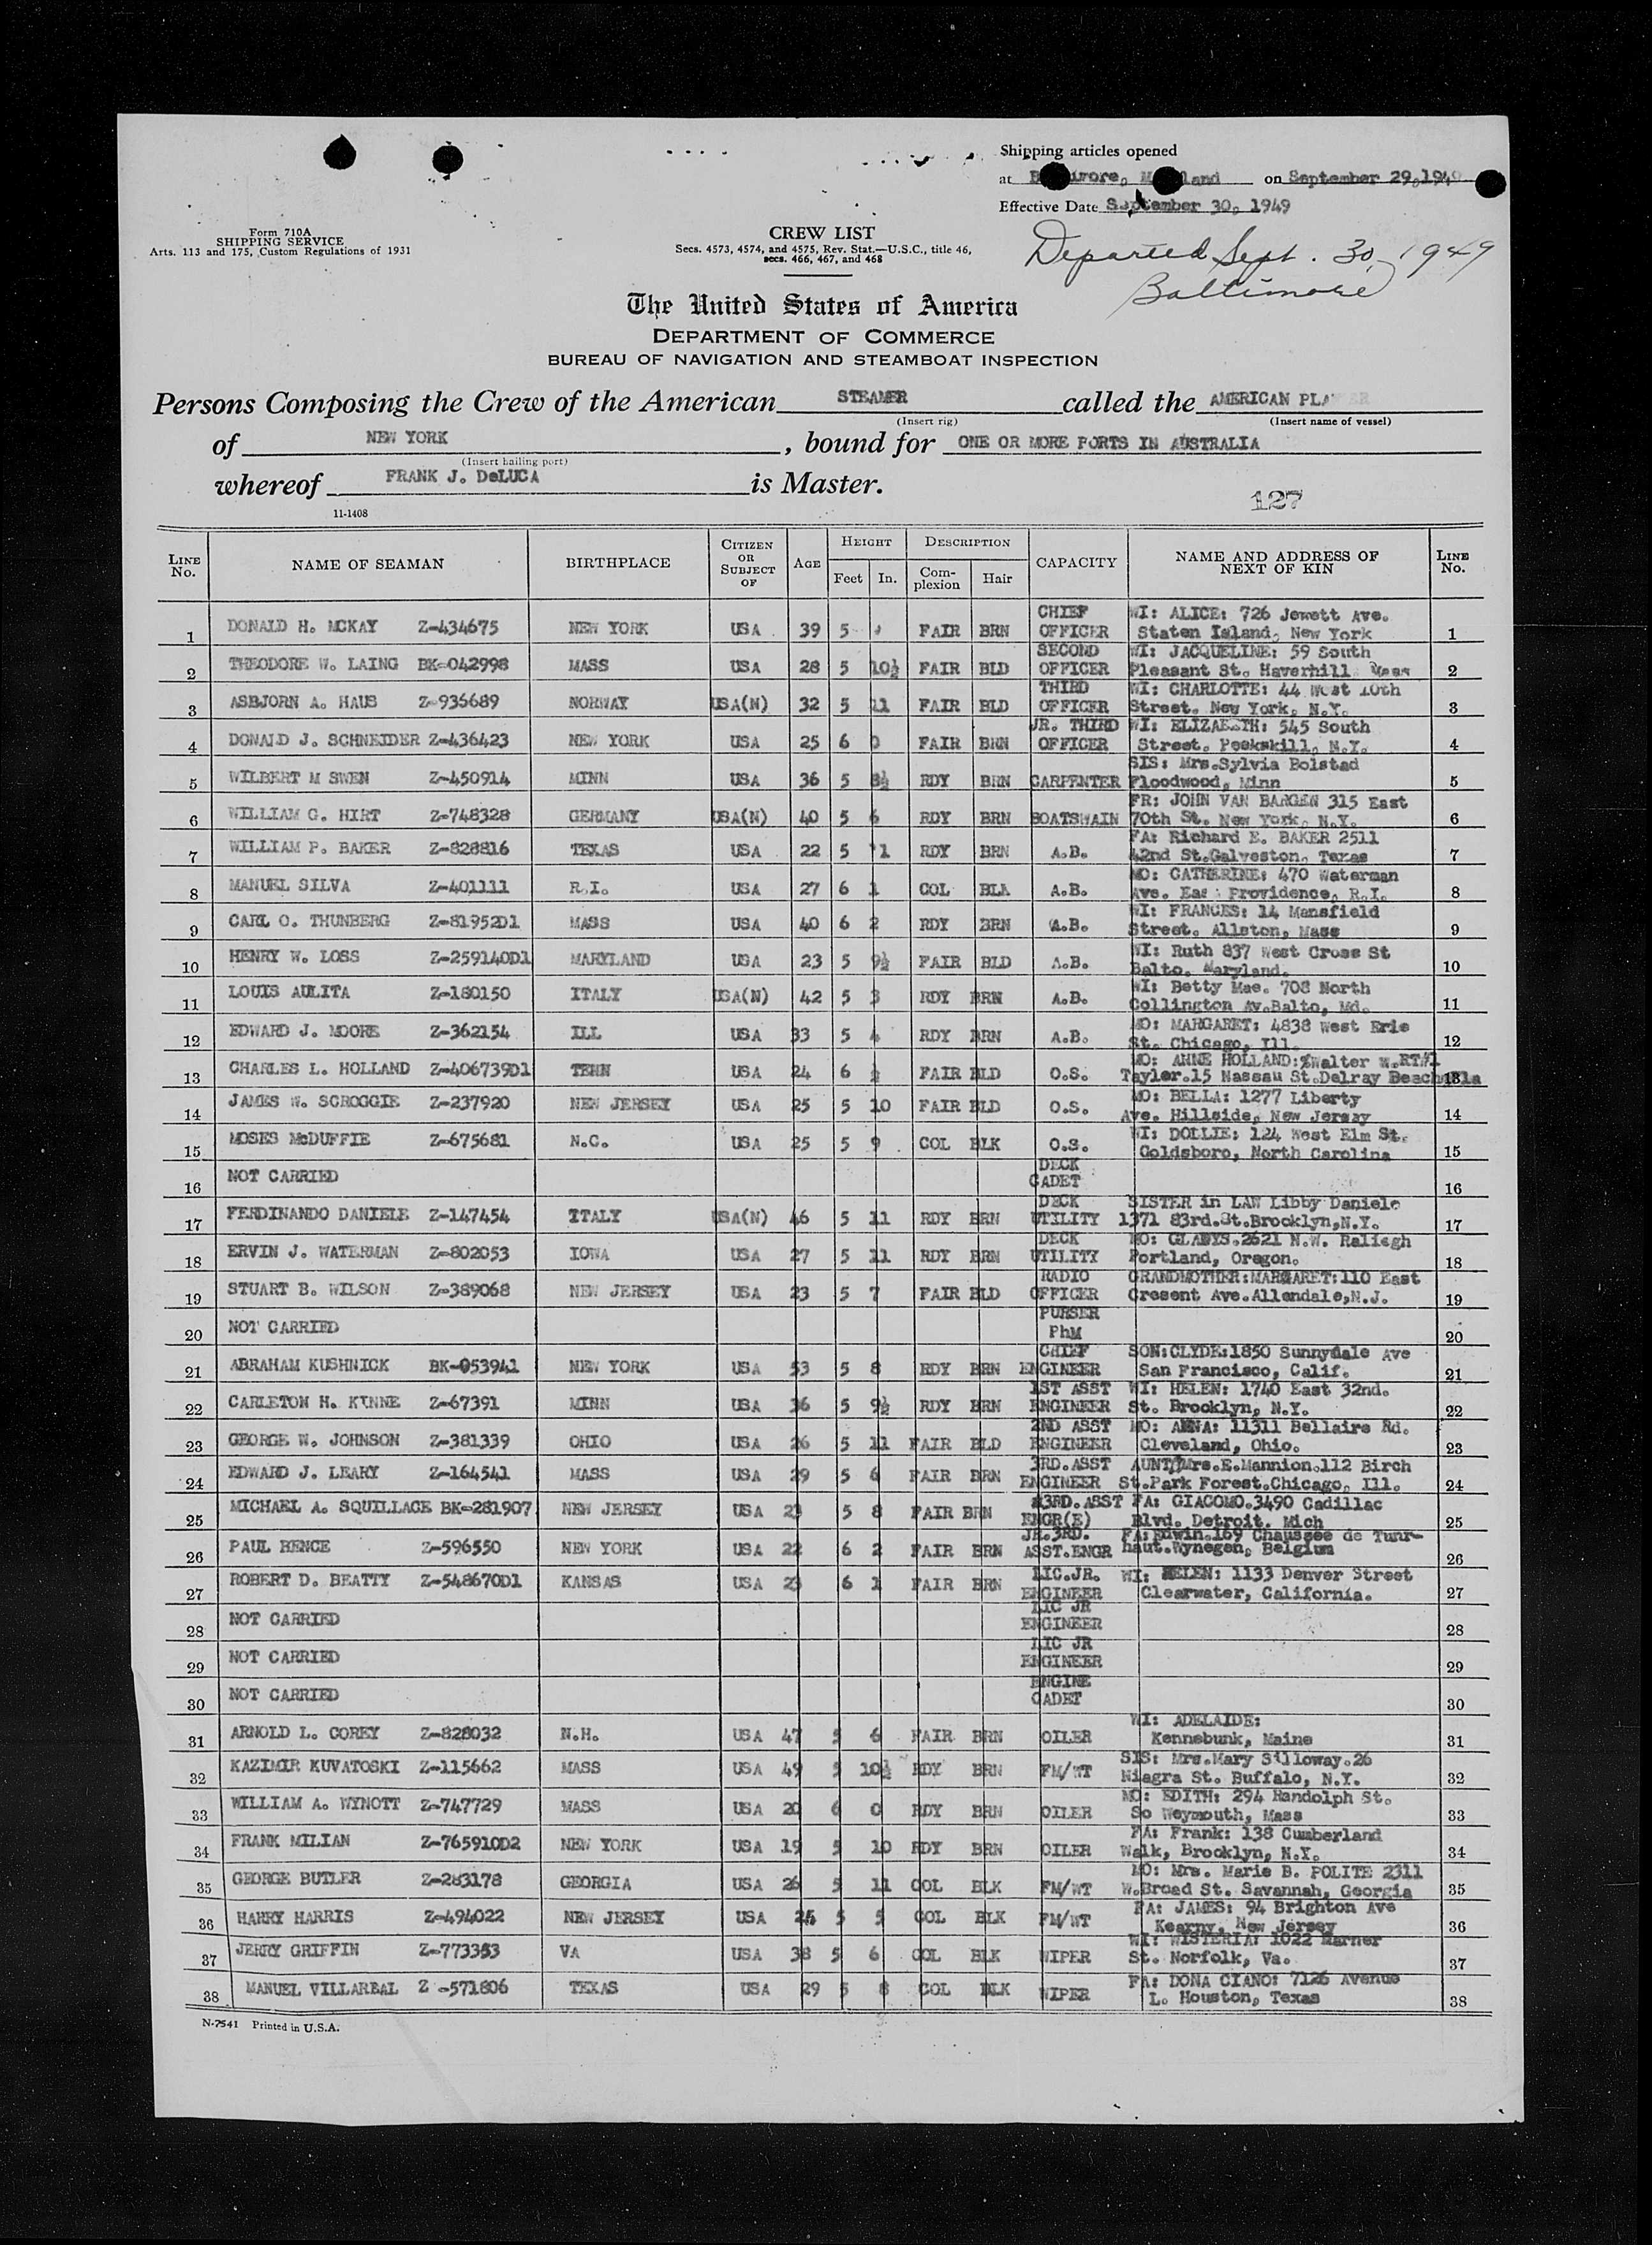 Shipping articles opened
at Baltimore, Maryland on September 29,1949
Effective Date September 30, 1949
Departed Sept. 30, 1949
Baltimore
Form 710A
SHIPPING SERVICE
Arts. 113 and 175, Custom Regulations of 1931
CREW LIST
Secs. 4573, 4574, and 4575, Rev. Stat.—U.S.C., title 46,
secs. 466, 467, and 468
The United States of America
DEPARTMENT OF COMMERCE
BUREAU OF NAVIGATION AND STEAMBOAT INSPECTION
Persons Composing the Crew of the American STEAMER called the AMERICAN
(Insert rig) (Insert name of vessel)
of NEW YORK, bound for ONE OR MORE PORTS IN AUSTRALIA
(Insert hailing port)
whereof FRANK J. DeLUCA is Master.
11-1408
127
LINE No. NAME OF SEAMAN BIRTHPLACE CITIZEN OR SUBJECT OF AGE HEIGHT Feet In. DESCRIPTION Complexion Hair CAPACITY NAME AND ADDRESS OF NEXT OF KIN LINE No.
1 DONALD H. MCKAY Z-434675 NEW YORK USA 39 5 FAIR BRN CHIEF OFFICER WI: ALICE: 726 Jewett Ave. Staten Island, New York 1
2 THEODORE W. LAING BK-042998 MASS USA 28 5 10½ FAIR BLD SECOND OFFICER WI: JACQUELINE: 59 South Pleasant St. Haverhill Mass 2
3 ASBJORN A. HAUS Z-935689 NORWAY USA(N) 32 5 11 FAIR BLD THIRD OFFICER WI: CHARLOTTE: 44 West 10th Street. New York, N.Y. 3
4 DONALD J. SCHNEIDER Z-436423 NEW YORK USA 25 6 0 FAIR BRN JR. THIRD OFFICER WI: ELIZABETH: 545 South Street. Peekskill, N.Y. 4
5 WILBERT M SWEN Z-450914 MINN USA 36 5 8½ RDY BRN CARPENTER SIS: Mrs.Sylvia Bolstad Floodwood, Minn 5
6 WILLIAM G. HIRT Z-748328 GERMANY USA(N) 40 5 6 RDY BRN BOATSWAIN FR: JOHN VAN BARGEN 315 East 70th St. New York, N.Y. 6
7 WILLIAM P. BAKER Z-828816 TEXAS USA 22 5 11 RDY BRN A.B. FA: Richard E. BAKER 2511 42nd St.Galveston. Texas 7
8 MANUEL SILVA Z-401111 R.I. USA 27 6 1 COL BLK A.B. MO: CATHERINE: 470 Waterman Ave. East Providence, R.I. 8
9 CARL O. THUNBERG Z-81952D1 MASS USA 40 6 2 RDY BRN A.B. WI: FRANCES: 14 Mansfield Street. Allston, Mass 9
10 HENRY W. LOSS Z-259140D1 MARYLAND USA 23 5 9½ FAIR BLD A.B. WI: Ruth 837 West Cross St Balto. Maryland. 10
11 LOUIS AULITA Z-180150 ITALY USA(N) 42 5 3 RDY BRN A.B. WI: Betty Mae. 708 North Collington Av.Balto, Md. 11
12 EDWARD J. MOORE Z-362154 ILL USA 33 5 4 RDY BRN A.B. MO: MARGARET: 4838 West Erie St. Chicago, Ill. 12
13 CHARLES L. HOLLAND Z-406739D1 TENN USA 24 6 FAIR BLD O.S. MO: ANNE HOLLAND:%Walter W.RT#1 Tayler.15 Nassau St.Delray Beach Fla 13
14 JAMES W. SCROGGIE Z-237920 NEW JERSEY USA 25 5 10 FAIR BLD O.S. MO: BELLA: 1277 Liberty Ave. Hillside, New Jersey 14
15 MOSES McDUFFIE Z-675681 N.C. USA 25 5 9 COL BLK O.S. WI: DOLLIE: 124 West Elm St. Goldsboro, North Carolina 15
16 NOT CARRIED DECK CADET 16
17 FERDINANDO DANIELE Z-147454 ITALY USA(N) 46 5 11 RDY BRN DECK UTILITY SISTER in LAW Libby Daniele 1371 83rd.St.Brooklyn,N.Y. 17
18 ERVIN J. WATERMAN Z-802053 IOWA USA 27 5 11 RDY BRN DECK UTILITY MO: GLADYS.2621 N.W. Raliegh Portland, Oregon. 18
19 STUART B. WILSON Z-389068 NEW JERSEY USA 23 5 7 FAIR BLD RADIO OFFICER GRANDMOTHER:MARGARET:110 East Cresent Ave.Allendale,N.J. 19
20 NOT CARRIED PURSER PhM 20
21 ABRAHAM KUSHNICK BK-053941 NEW YORK USA 53 5 8 RDY BRN CHIEF ENGINEER SON:CLYDE:1850 Sunnydale Ave San Francisco, Calif. 21
22 CARLETON H. KINNE Z-67391 MINN USA 36 5 9½ RDY BRN 1ST ASST ENGINEER WI: HELEN: 1740 East 32nd. St. Brooklyn, N.Y. 22
23 GEORGE W. JOHNSON Z-381339 OHIO USA 26 5 11 FAIR BLD 2ND ASST ENGINEER MO: ANNA: 11311 Bellaire Rd. Cleveland, Ohio. 23
24 EDWARD J. LEARY Z-164541 MASS USA 29 5 6 FAIR BRN 3RD.ASST ENGINEER AUNT:Mrs.E.Mannion.112 Birch St.Park Forest.Chicago, Ill. 24
25 MICHAEL A. SQUILLACE BK-281907 NEW JERSEY USA 23 5 8 FAIR BRN 3RD.ASST ENGR(E) FA: GIACOMO.3490 Cadillac Blvd. Detroit. Mich 25
26 PAUL BENCE Z-596550 NEW YORK USA 22 6 2 FAIR BRN JR.3RD. ASST.ENGR FA:Edwin.169 Chaussee de Turnhaut.Wynegen, Belgium 26
27 ROBERT D. BEATTY Z-548670D1 KANSAS USA 23 6 1 FAIR BRN LIC.JR. ENGINEER WI: HELEN: 1133 Denver Street Clearwater, California. 27
28 NOT CARRIED LIC JR ENGINEER 28
29 NOT CARRIED LIC JR ENGINEER 29
30 NOT CARRIED ENGINE CADET 30
31 ARNOLD L. COREY Z-828032 N.H. USA 47 5 6 FAIR BRN OILER WI: ADELAIDE: Kennebunk, Maine 31
32 KAZIMIR KUVATOSKI Z-115662 MASS USA 49 5 10½ RDY BRN FM/WT SIS: Mrs.Mary Silloway.26 Niagra St. Buffalo, N.Y. 32
33 WILLIAM A. WYNOTT Z-747729 MASS USA 20 6 0 RDY BRN OILER MO: EDITH: 294 Randolph St. So Weymouth, Mass 33
34 FRANK MILIAN Z-765910D2 NEW YORK USA 19 5 10 RDY BRN OILER FA: Frank: 138 Cumberland Walk, Brooklyn, N.Y. 34
35 GEORGE BUTLER Z-283178 GEORGIA USA 26 5 11 COL BLK FM/WT MO: Mrs. Marie B. POLITE 2311 W.Broad St. Savannah, Georgia 35
36 HARRY HARRIS Z-494022 NEW JERSEY USA 5 5 COL BLK FM/WT FA: JAMES: 94 Brighton Ave Kearny, New Jersey 36
37 JERRY GRIFFIN Z-773353 VA USA 38 5 6 COL BLK WIPER WI: WISTERIA: 1022 St. Norfolk, Va. 37
38 MANUEL VILLARBAL Z-571806 TEXAS USA 29 5 8 COL BLK WIPER FA: DONA CIANO: 7126 Avenue L. Houston, Texas 38
N-7541 Printed in U.S.A.